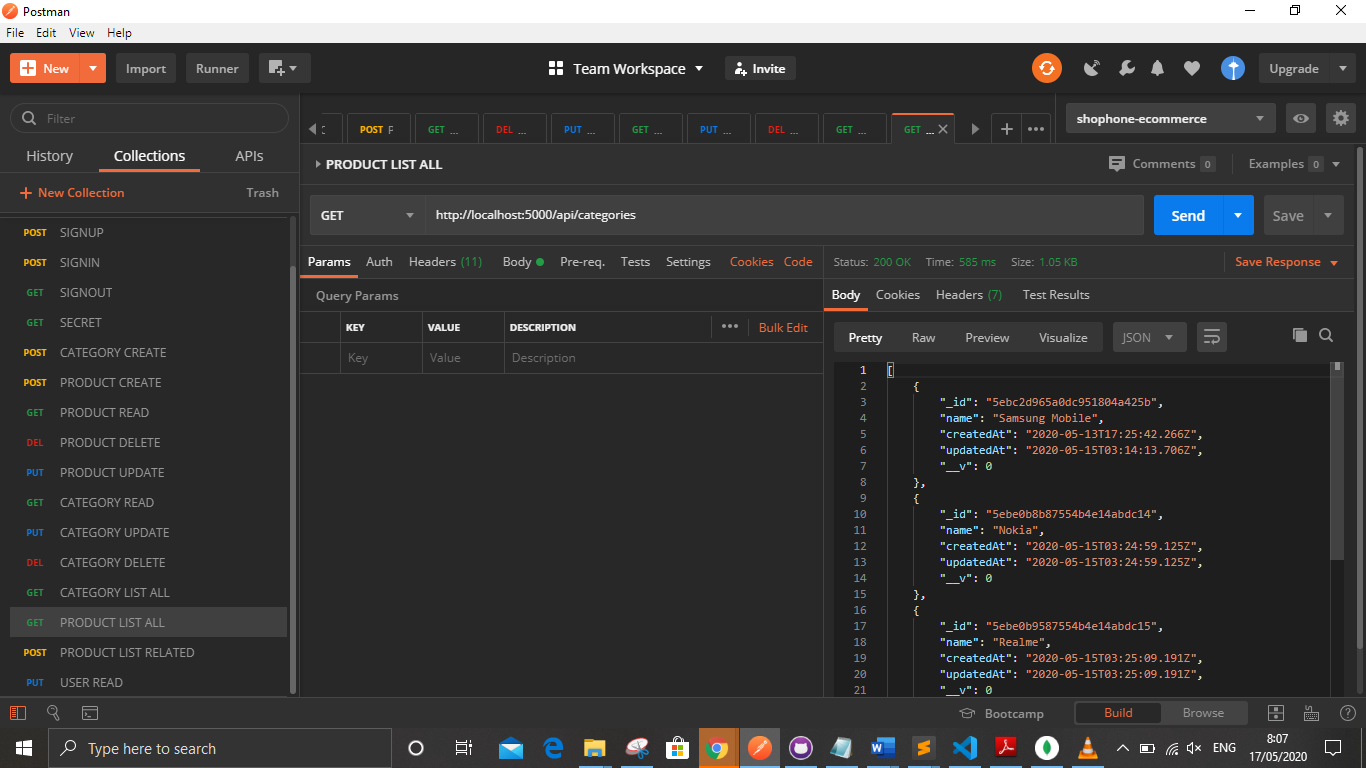 Postman
File Edit View Help
New Import Runner Team Workspace Invite Upgrade
Filter
POST F GET ... DEL ... PUT ... GET ... PUT ... DEL ... GET ... GET ... shophone-ecommerce
History Collections APIs
PRODUCT LIST ALL Comments 0 Examples 0
New Collection Trash
GET http://localhost:5000/api/categories Send Save
POST SIGNUP
POST SIGNIN
GET SIGNOUT
GET SECRET
POST CATEGORY CREATE
POST PRODUCT CREATE
GET PRODUCT READ
DEL PRODUCT DELETE
PUT PRODUCT UPDATE
GET CATEGORY READ
PUT CATEGORY UPDATE
DEL CATEGORY DELETE
GET CATEGORY LIST ALL
GET PRODUCT LIST ALL
POST PRODUCT LIST RELATED
PUT USER READ
Params Auth Headers (11) Body Pre-req. Tests Settings Cookies Code
Query Params
KEY VALUE DESCRIPTION ... Bulk Edit
Key Value Description
Status: 200 OK Time: 585 ms Size: 1.05 KB Save Response
Body Cookies Headers (7) Test Results
Pretty Raw Preview Visualize JSON
1 [
2 {
3 "_id": "5ebc2d965a0dc951804a425b",
4 "name": "Samsung Mobile",
5 "createdAt": "2020-05-13T17:25:42.266Z",
6 "updatedAt": "2020-05-15T03:14:13.706Z",
7 "__v": 0
8 },
9 {
10 "_id": "5ebe0b8b87554b4e14abdc14",
11 "name": "Nokia",
12 "createdAt": "2020-05-15T03:24:59.125Z",
13 "updatedAt": "2020-05-15T03:24:59.125Z",
14 "__v": 0
15 },
16 {
17 "_id": "5ebe0b9587554b4e14abdc15",
18 "name": "Realme",
19 "createdAt": "2020-05-15T03:25:09.191Z",
20 "updatedAt": "2020-05-15T03:25:09.191Z",
21 "__v": 0
Bootcamp Build Browse
Type here to search
ENG
8:07
17/05/2020